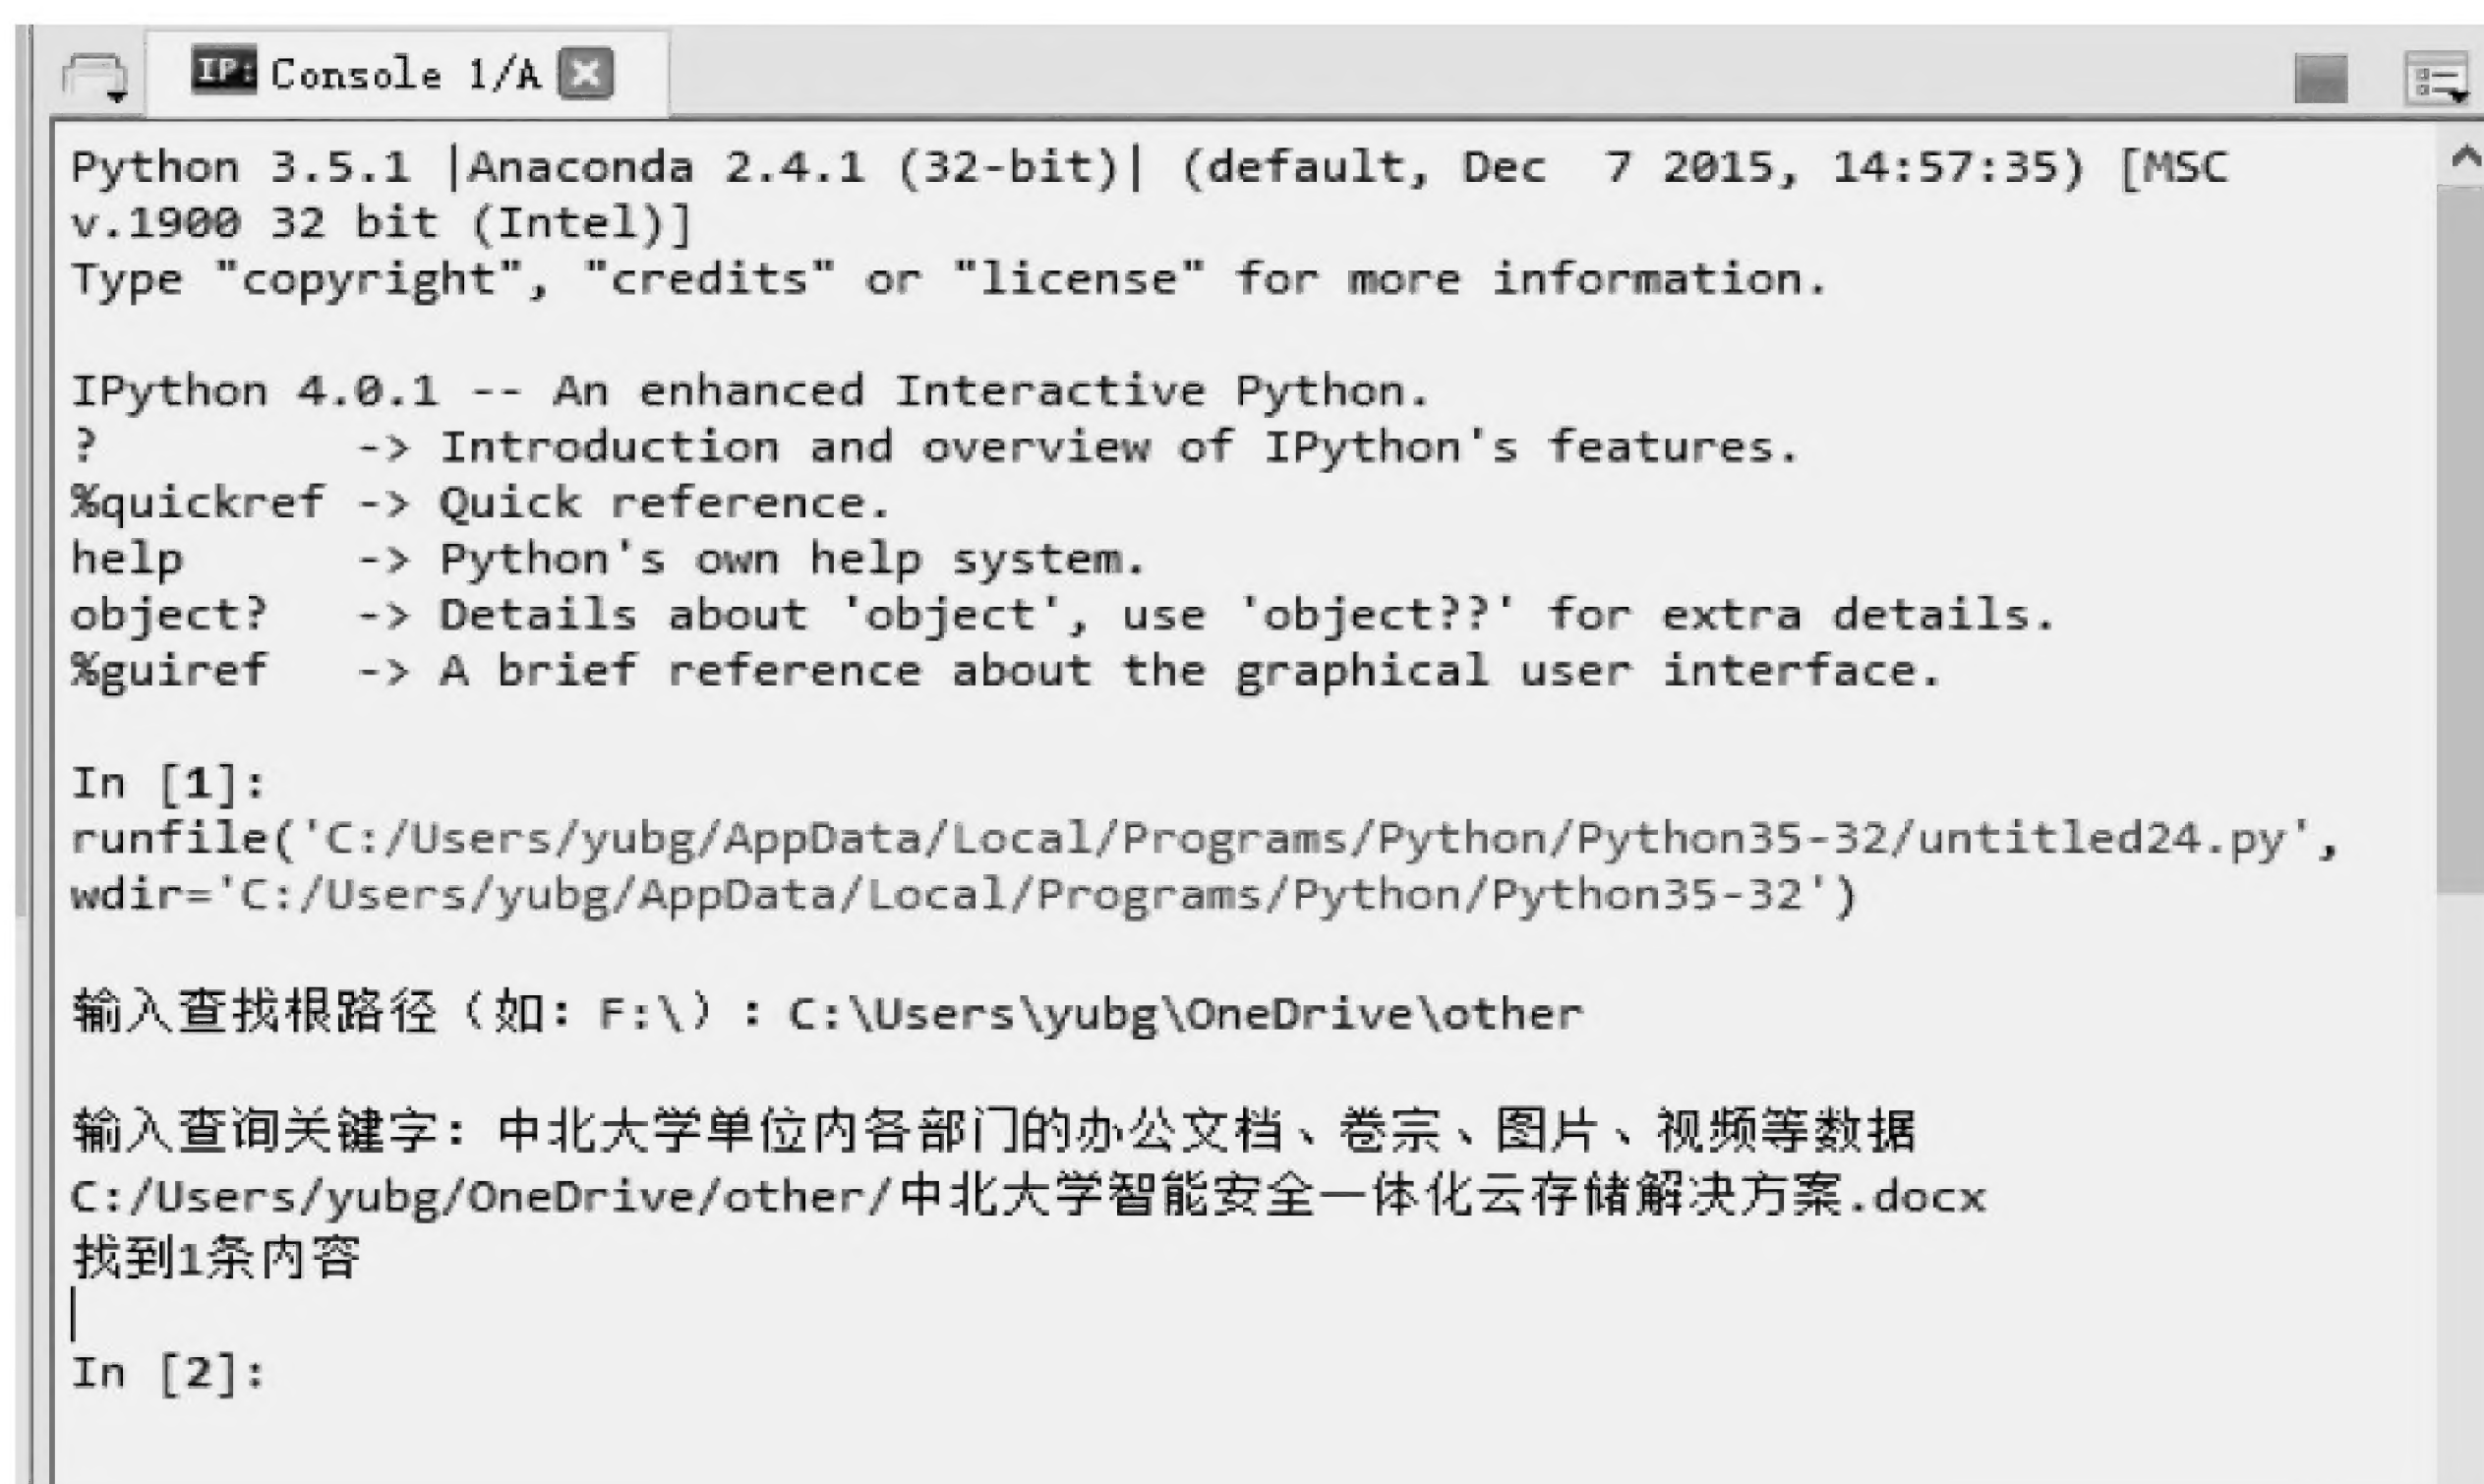 IP: Console 1/A
Python 3.5.1 |Anaconda 2.4.1 (32-bit)| (default, Dec  7 2015, 14:57:35) [MSC
v.1900 32 bit (Intel)]
Type "copyright", "credits" or "license" for more information.
IPython 4.0.1 -- An enhanced Interactive Python.
?         -> Introduction and overview of IPython's features.
%quickref -> Quick reference.
help      -> Python's own help system.
object?   -> Details about 'object', use 'object??' for extra details.
%guiref   -> A brief reference about the graphical user interface.
In [1]:
runfile('C:/Users/yubg/AppData/Local/Programs/Python/Python35-32/untitled24.py',
wdir='C:/Users/yubg/AppData/Local/Programs/Python/Python35-32')
输入查找根路径（如：F:\）：C:\Users\yubg\OneDrive\other
输入查询关键字：中北大学单位内各部门的办公文档、卷宗、图片、视频等数据
C:/Users/yubg/OneDrive/other/中北大学智能安全一体化云存储解决方案.docx
找到1条内容
In [2]: